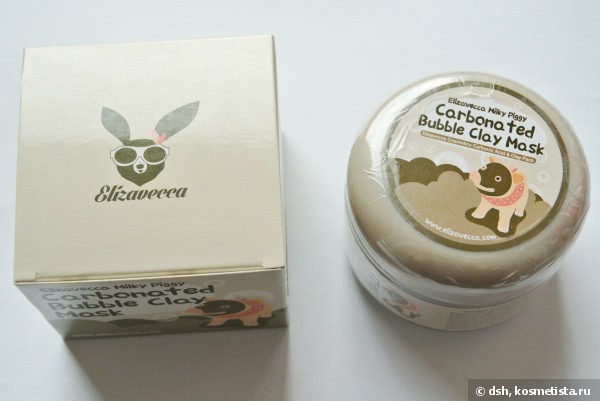 Elizavecca
Elizavecca Milky Piggy
Carbonated
Bubble Clay
Mask
Elizavecca Milky Piggy
Carbonated
Bubble Clay Mask
www.elizavecca.com
© dsh, kosmetista.ru